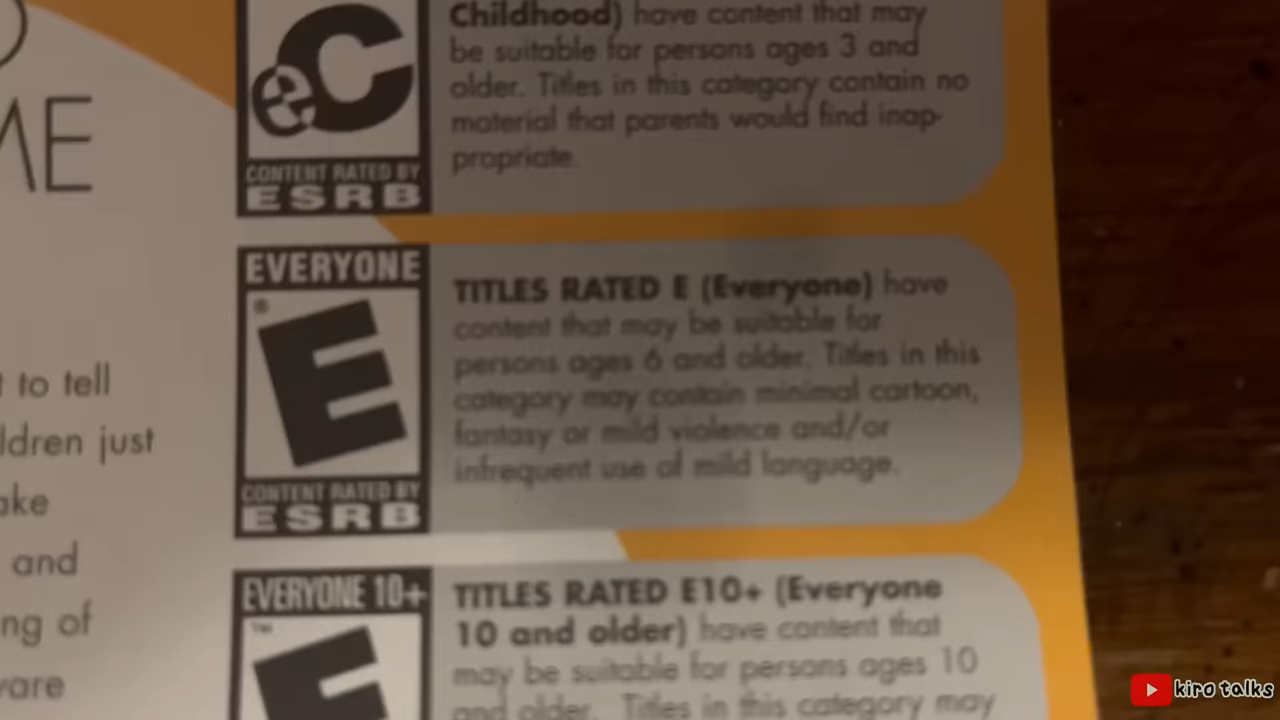 ME
t to tell
ldren just
ake
and
ng of
ware
eC
CONTENT RATED BY
ESRB
Childhood) have content that may
be suitable for persons ages 3 and
older. Titles in this category contain no
material that parents would find inap-
propriate.
EVERYONE
®
E
CONTENT RATED BY
ESRB
TITLES RATED E (Everyone) have
content that may be suitable for
persons ages 6 and older. Titles in this
category may contain minimal cartoon,
fantasy or mild violence and/or
infrequent use of mild language.
EVERYONE 10+
™
E
TITLES RATED E10+ (Everyone
10 and older) have content that
may be suitable for persons ages 10
and older. Titles in this category may
kiro talks